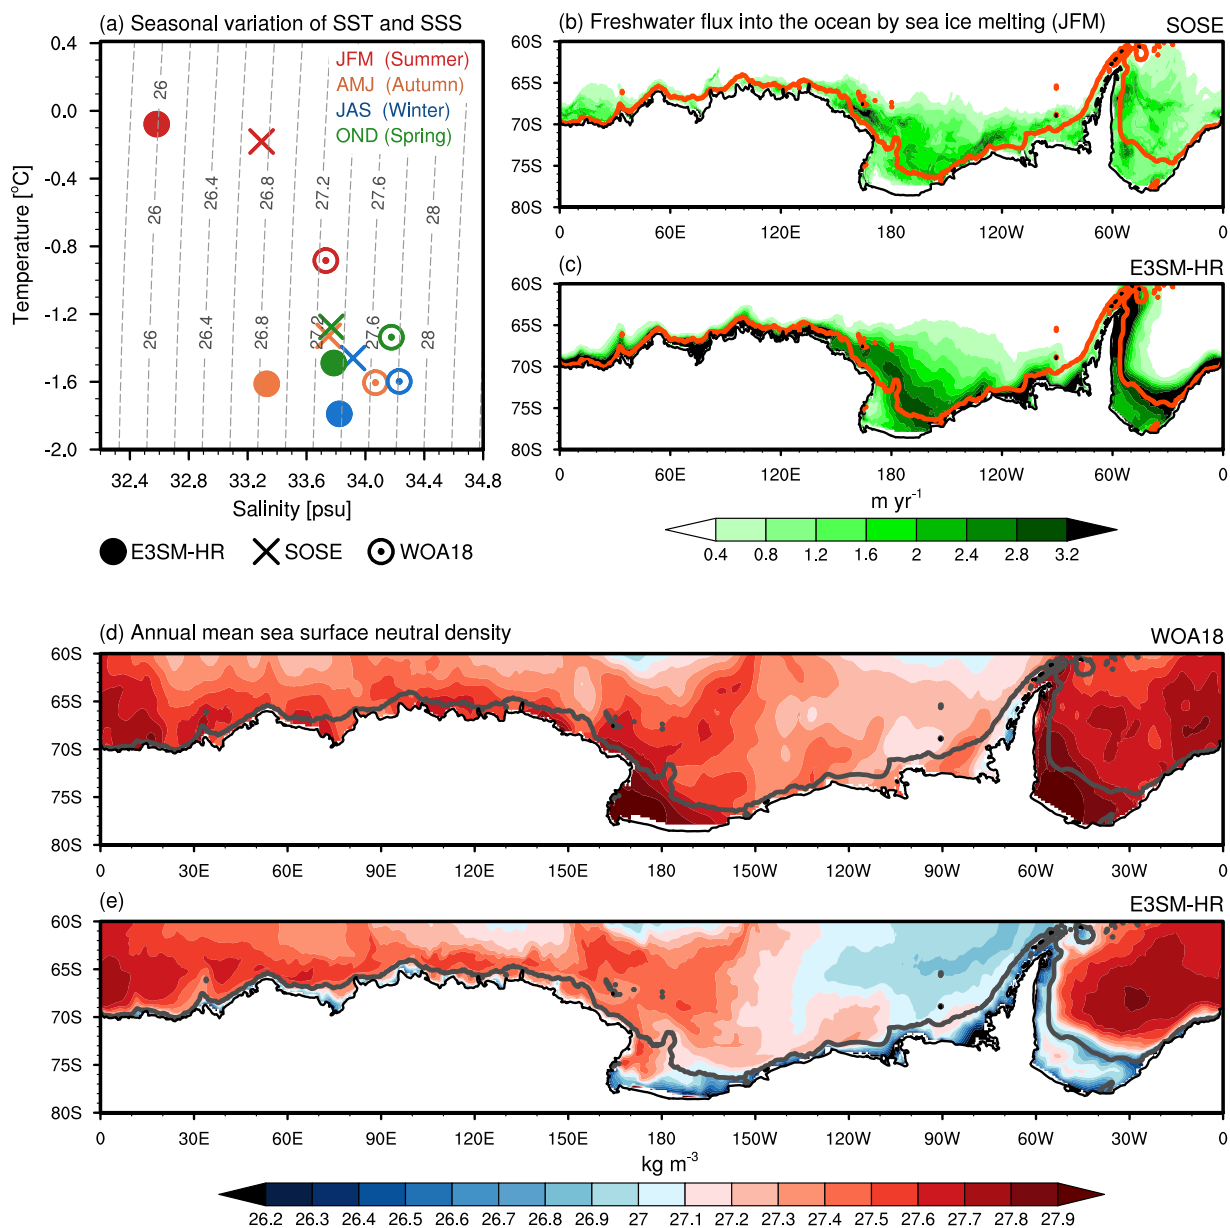 (a) Seasonal variation of SST and SSS
0.4
0.0
-0.4
-0.8
-1.2
-1.6
-2.0
Temperature [°C]
JFM (Summer)
AMJ (Autumn)
JAS (Winter)
OND (Spring)
26
26 26.4 26.8 27.2 27.6 28
26 26.4 26.8 27.2 27.6 28
32.4 32.8 33.2 33.6 34.0 34.4 34.8
Salinity [psu]
E3SM-HR SOSE WOA18
(b) Freshwater flux into the ocean by sea ice melting (JFM) SOSE
60S
65S
70S
75S
80S
0 60E 120E 180 120W 60W 0
(c) E3SM-HR
60S
65S
70S
75S
80S
0 60E 120E 180 120W 60W 0
m yr-1
0.4 0.8 1.2 1.6 2 2.4 2.8 3.2
(d) Annual mean sea surface neutral density WOA18
60S
65S
70S
75S
80S
0 30E 60E 90E 120E 150E 180 150W 120W 90W 60W 30W 0
(e) E3SM-HR
60S
65S
70S
75S
80S
0 30E 60E 90E 120E 150E 180 150W 120W 90W 60W 30W 0
kg m-3
26.2 26.3 26.4 26.5 26.6 26.7 26.8 26.9 27 27.1 27.2 27.3 27.4 27.5 27.6 27.7 27.8 27.9